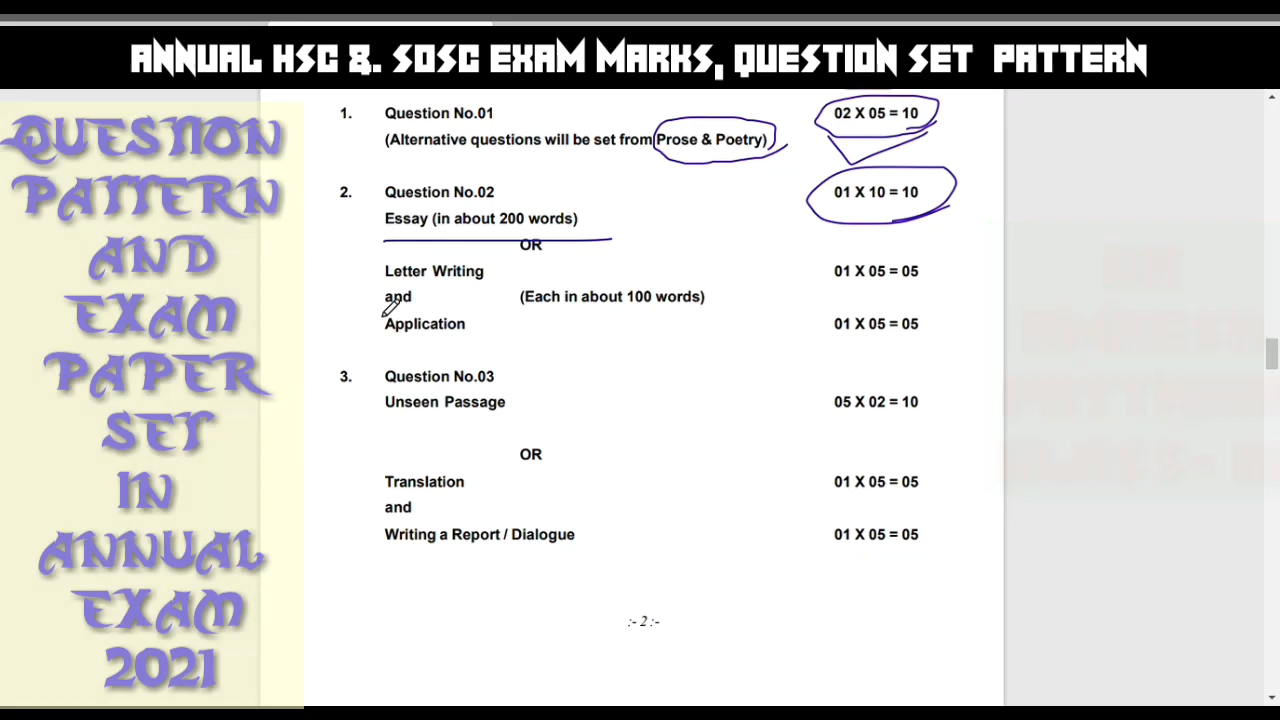 ANNUAL HSC & SOSC EXAM MARKS, QUESTION SET PATTERN
QUESTION
PATTERN
AND
EXAM
PAPER
SET
IN
ANNUAL
EXAM
2021
1. Question No.01 02 X 05 = 10
(Alternative questions will be set from Prose & Poetry)
2. Question No.02 01 X 10 = 10
Essay (in about 200 words)
OR
Letter Writing 01 X 05 = 05
and (Each in about 100 words)
Application 01 X 05 = 05
3. Question No.03
Unseen Passage 05 X 02 = 10
OR
Translation 01 X 05 = 05
and
Writing a Report / Dialogue 01 X 05 = 05
:- 2 :-